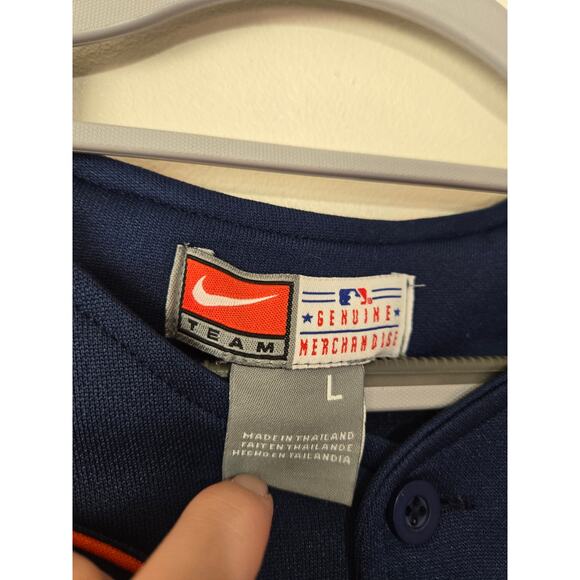 TEAM
GENUINE
MERCHANDISE
L
MADE IN THAILAND
FAIT EN THAILANDE
HECHO EN TAILANDIA